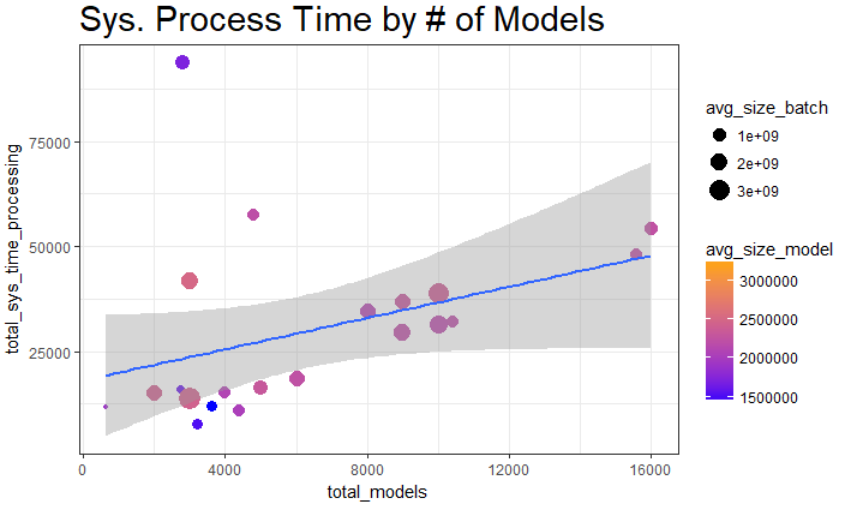 Sys. Process Time by # of Models
total_sys_time_processing
75000
50000
25000
0
4000
8000
12000
16000
total_models
avg_size_batch
1e+09
2e+09
3e+09
avg_size_model
3000000
2500000
2000000
1500000